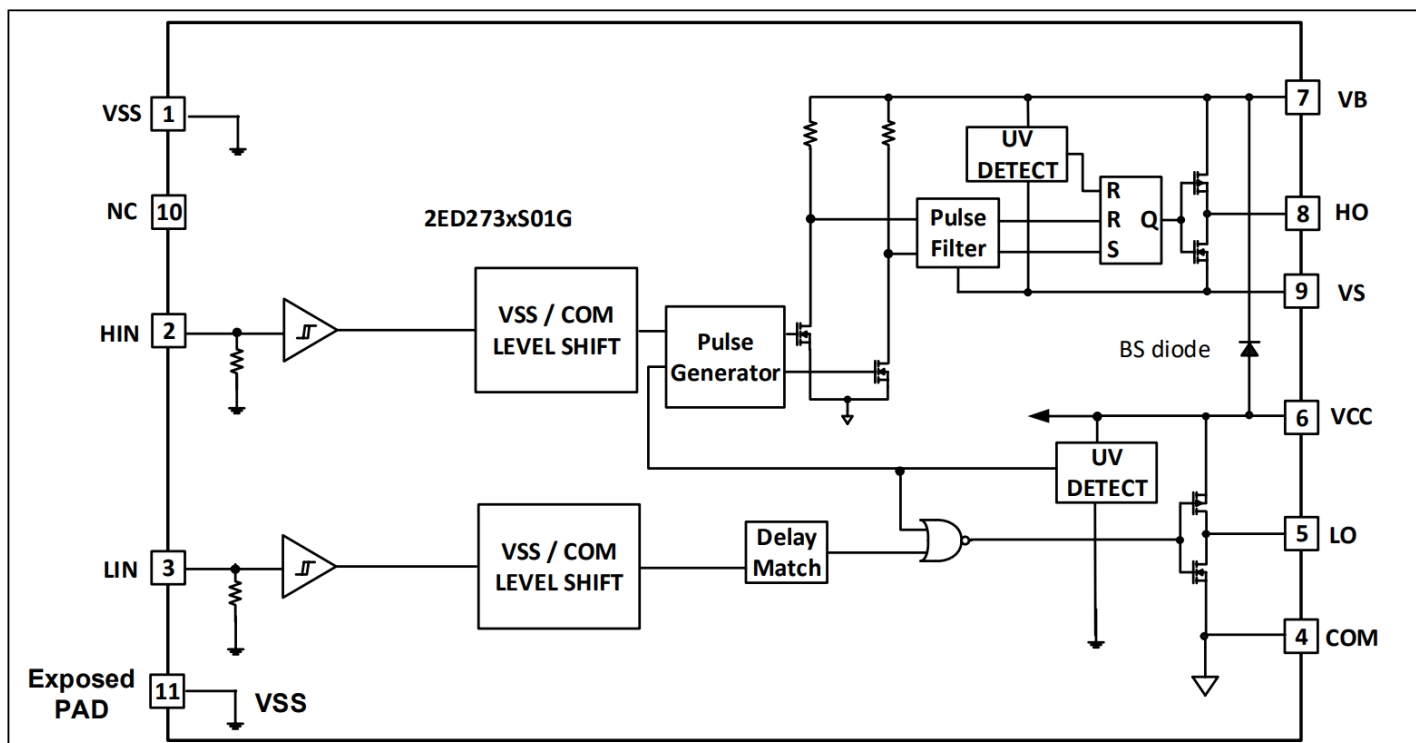 VSS 1
NC 10
2ED273xS01G
HIN 2
VSS / COM
LEVEL SHIFT
Pulse
Generator
UV
DETECT
Pulse
Filter
R
R Q
S
7 VB
8 HO
9 VS
BS diode
6 VCC
UV
DETECT
LIN 3
VSS / COM
LEVEL SHIFT
Delay
Match
5 LO
4 COM
Exposed
PAD
11
VSS